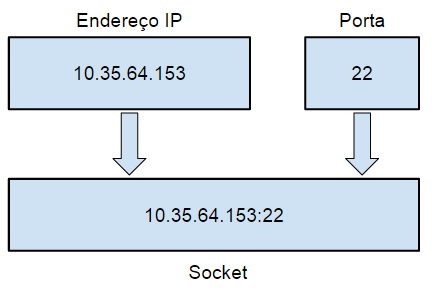 Endereço IP
Porta
10.35.64.153
22
10.35.64.153:22
Socket